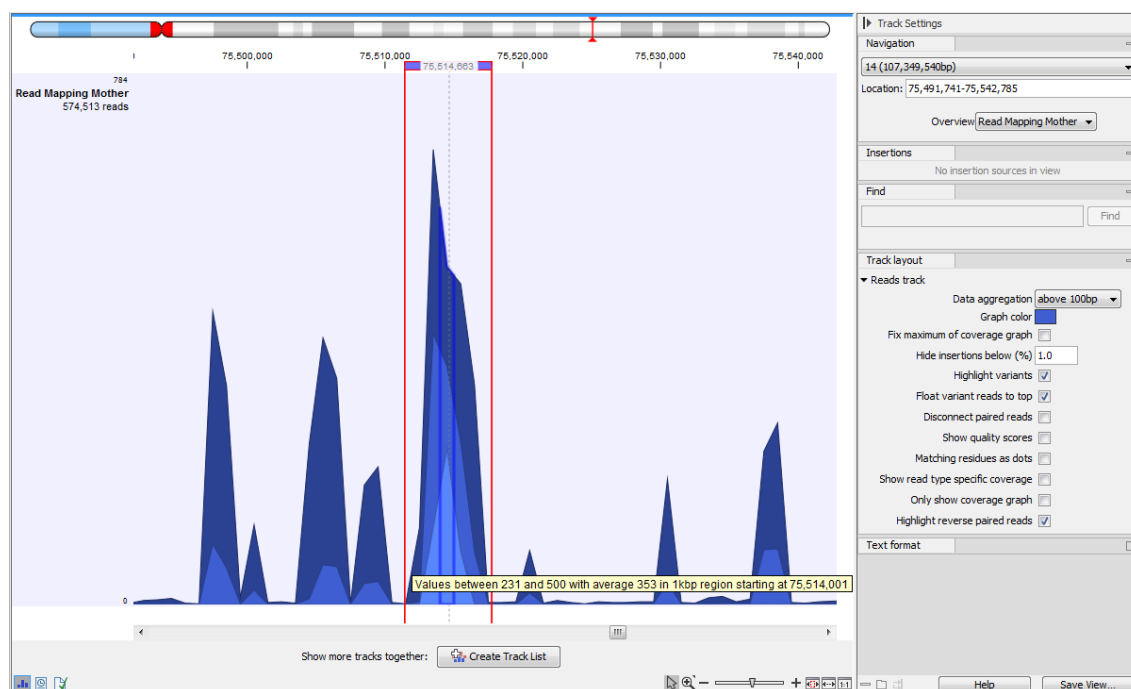 75,500,000
75,510,000
75,520,000
75,530,000
75,540,000
75,514,663
784
Read Mapping Mother
574,513 reads
0
Values between 231 and 500 with average 353 in 1kbp region starting at 75,514,001
Show more tracks together:
Create Track List
1:1
Track Settings
Navigation
14 (107,349,540bp)
Location: 75,491,741-75,542,785
Overview Read Mapping Mother
Insertions
No insertion sources in view
Find
Find
Track layout
Reads track
Data aggregation above 100bp
Graph color
Fix maximum of coverage graph
Hide insertions below (%) 1.0
Highlight variants
Float variant reads to top
Disconnect paired reads
Show quality scores
Matching residues as dots
Show read type specific coverage
Only show coverage graph
Highlight reverse paired reads
Text format
Help
Save View...